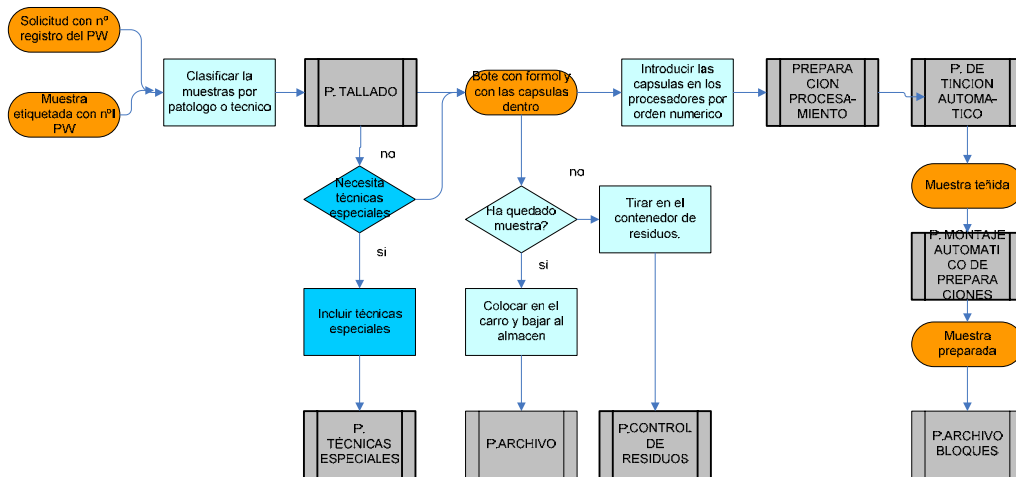 Solicitud con nº
registro del PW
Muestra
etiquetada con nºl
PW
Clasificar la
muestras por
patologo o tecnico
P. TALLADO
Bote con formol y
con las capsulas
dentro
Introducir las
capsulas en los
procesadores por
orden numerico
PREPARA
CION
PROCESA-
MIENTO
P. DE
TINCION
AUTOMA-
TICO
na
Necesita
técnicas
especiales
si
Incluir técnicas
especiales
P.
TÉCNICAS
ESPECIALES
Ha quedado
muestra?
na
si
Tirar en el
contenedor de
residuos.
Colocar en el
carro y bajar al
almacen
P.ARCHIVO
P.CONTROL
DE
RESIDUOS
Muestra teñida
P. MONTAJE
AUTOMATI
CO DE
PREPARA
CIONES
Muestra
preparada
P.ARCHIVO
BLOQUES